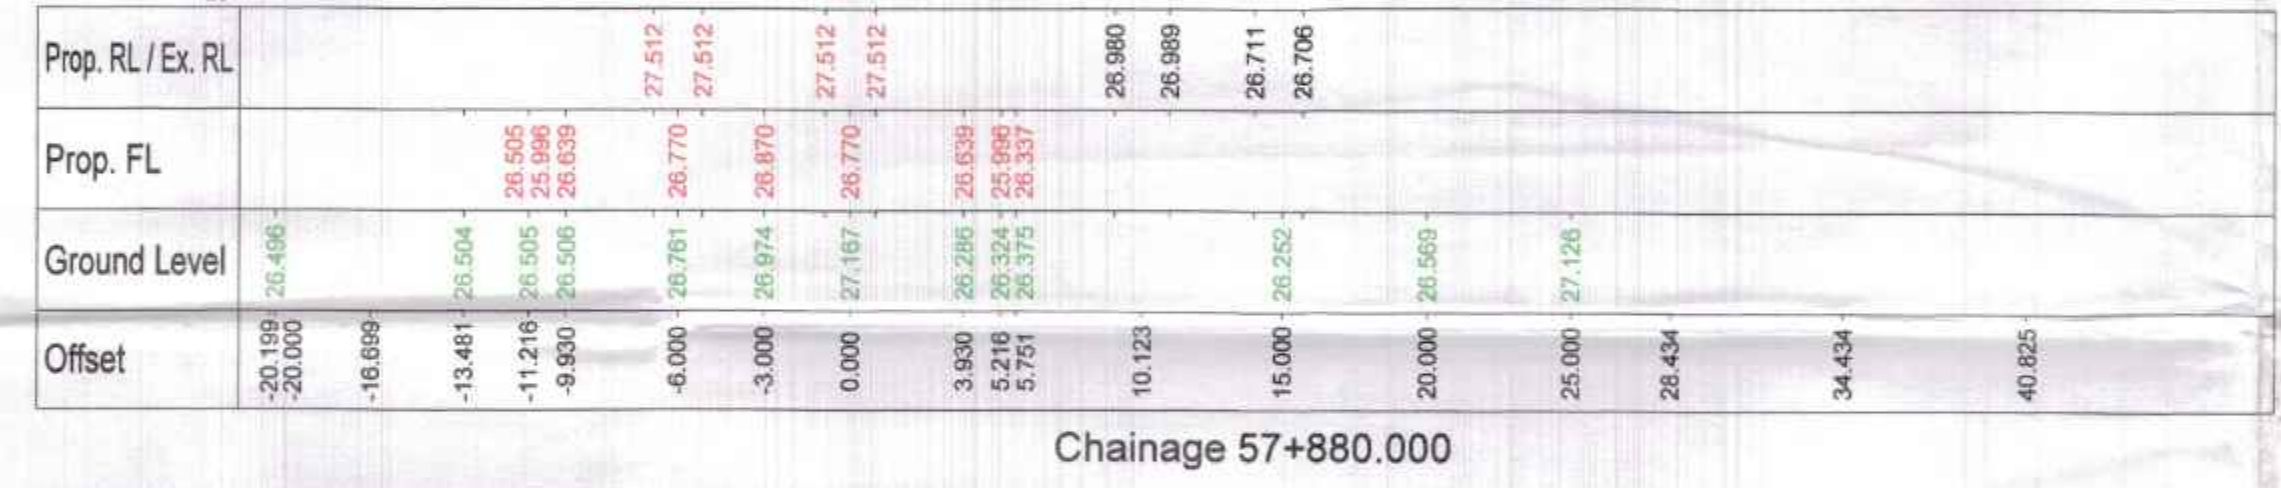 Prop. RL / Ex. RL 27.512 27.512 27.512 27.512 26.980 26.989 26.711 26.706
Prop. FL 26.505 25.996 26.639 26.770 26.870 26.770 26.639 25.996 26.337
Ground Level 26.496 26.504 26.505 26.506 26.761 26.974 27.167 26.286 26.324 26.375 26.252 26.569 27.126
Offset -20.199 -20.000 -16.699 -13.481 -11.216 -9.930 -6.000 -3.000 0.000 3.930 5.216 5.751 10.123 15.000 20.000 25.000 28.434 34.434 40.825
Chainage 57+880.000